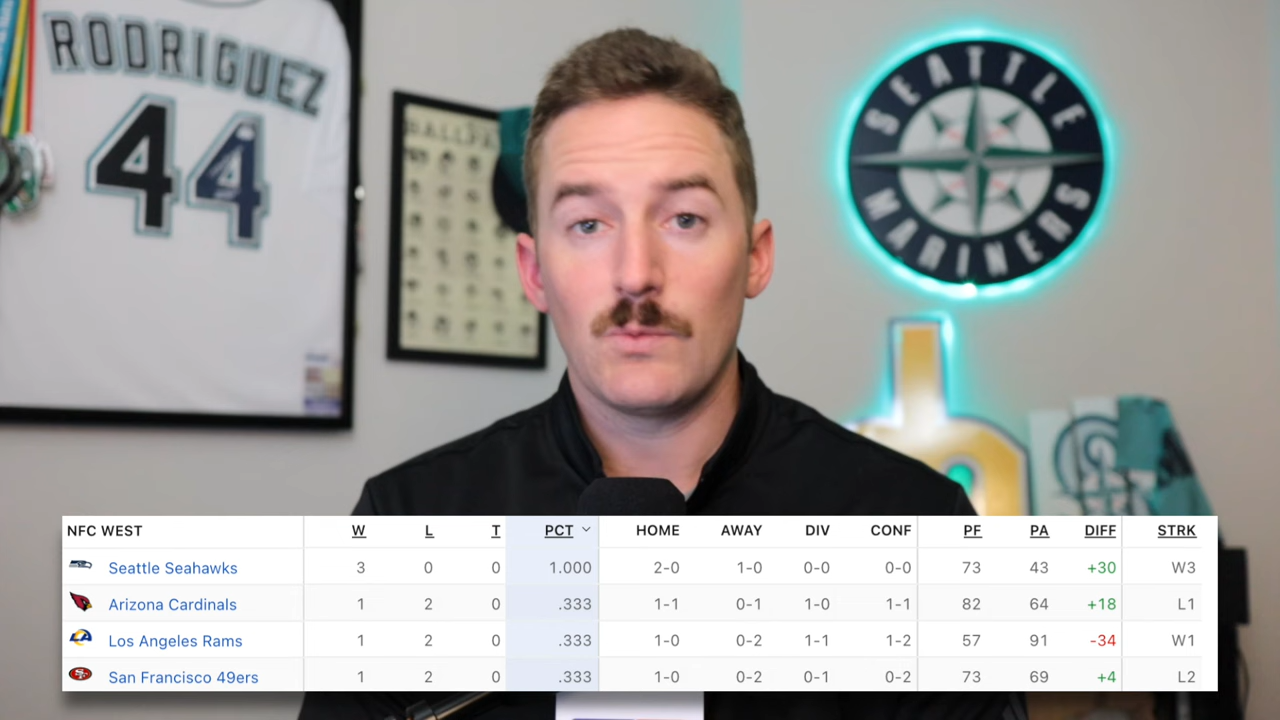 RODRIGUEZ
44
BALLPA
SEATTLE
MARINERS
NFC WEST W L T PCT HOME AWAY DIV CONF PF PA DIFF STRK
Seattle Seahawks 3 0 0 1.000 2-0 1-0 0-0 0-0 73 43 +30 W3
Arizona Cardinals 1 2 0 .333 1-1 0-1 1-0 1-1 82 64 +18 L1
Los Angeles Rams 1 2 0 .333 1-0 0-2 1-1 1-2 57 91 -34 W1
San Francisco 49ers 1 2 0 .333 1-0 0-2 0-1 0-2 73 69 +4 L2